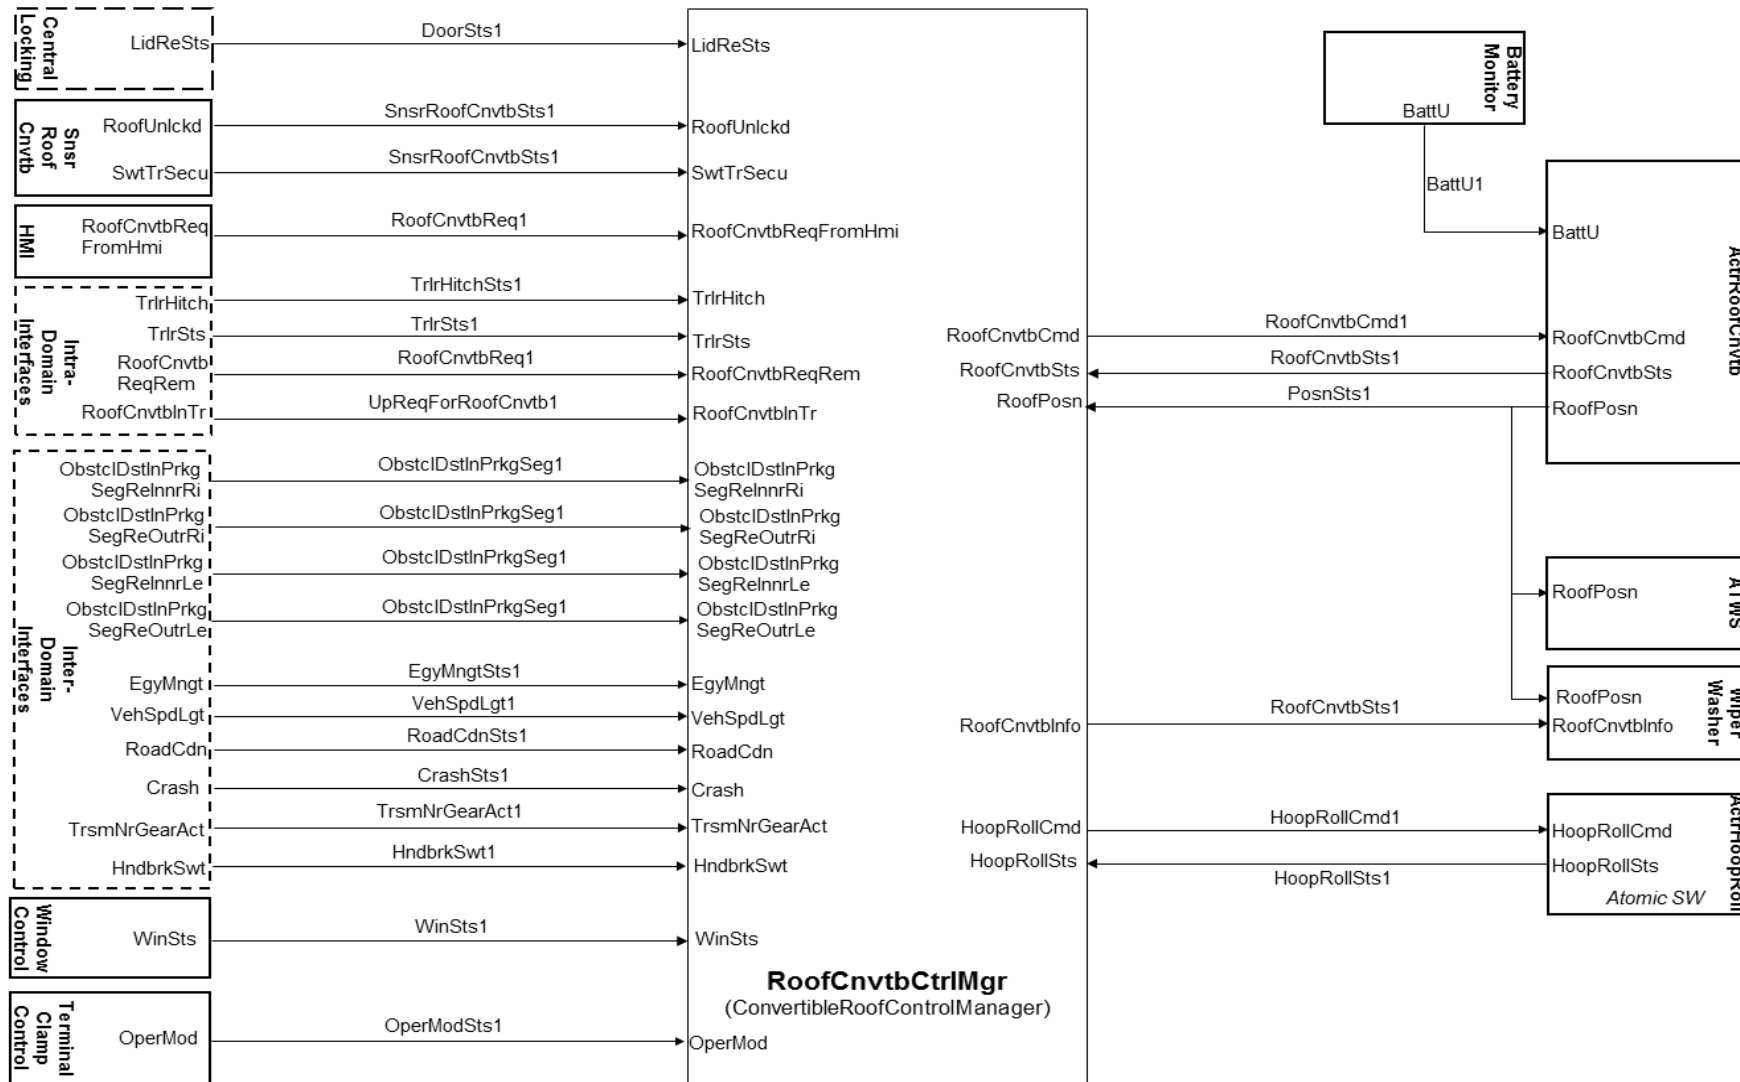 Central
Locking
LidReSts
DoorSts1
LidReSts
Snsr
Roof
Cnvtb
RoofUnlckd
SnsrRoofCnvtbSts1
RoofUnlckd
SwtTrSecu
SnsrRoofCnvtbSts1
SwtTrSecu
HMI
RoofCnvtbReq
FromHmi
RoofCnvtbReq1
RoofCnvtbReqFromHmi
Intra-
Domain
Interfaces
TrlrHitch
TrlrHitchSts1
TrlrHitch
TrlrSts
TrlrSts1
TrlrSts
RoofCnvtb
ReqRem
RoofCnvtbReq1
RoofCnvtbReqRem
RoofCnvtbInTr
UpReqForRoofCnvtb1
RoofCnvtbInTr
Inter-
Domain
Interfaces
ObstclDstInPrkg
SegReInnrRi
ObstclDstInPrkgSeg1
ObstclDstInPrkg
SegReInnrRi
ObstclDstInPrkg
SegReOutrRi
ObstclDstInPrkgSeg1
ObstclDstInPrkg
SegReOutrRi
ObstclDstInPrkg
SegReInnrLe
ObstclDstInPrkgSeg1
ObstclDstInPrkg
SegReInnrLe
ObstclDstInPrkg
SegReOutrLe
ObstclDstInPrkgSeg1
ObstclDstInPrkg
SegReOutrLe
EgyMngt
EgyMngtSts1
EgyMngt
VehSpdLgt
VehSpdLgt1
VehSpdLgt
RoadCdn
RoadCdnSts1
RoadCdn
Crash
CrashSts1
Crash
TrsmNrGearAct
TrsmNrGearAct1
TrsmNrGearAct
HndbrkSwt
HndbrkSwt1
HndbrkSwt
Window
Control
WinSts
WinSts1
WinSts
Terminal
Clamp
Control
OperMod
OperModSts1
OperMod
RoofCnvtbCtrlMgr
(ConvertibleRoofControlManager)
Battery
Monitor
BattU
BattU1
BattU
ActrRoofCnvtb
RoofCnvtbCmd
RoofCnvtbCmd1
RoofCnvtbCmd
RoofCnvtbSts
RoofCnvtbSts1
RoofCnvtbSts
RoofPosn
PosnSts1
RoofPosn
RoofPosn
ATWS
RoofPosn
Wiper
Washer
RoofCnvtbInfo
RoofCnvtbSts1
RoofCnvtbInfo
HoopRollCmd
HoopRollCmd1
HoopRollCmd
ActrHoopRoll
HoopRollSts
HoopRollSts1
HoopRollSts
Atomic SW